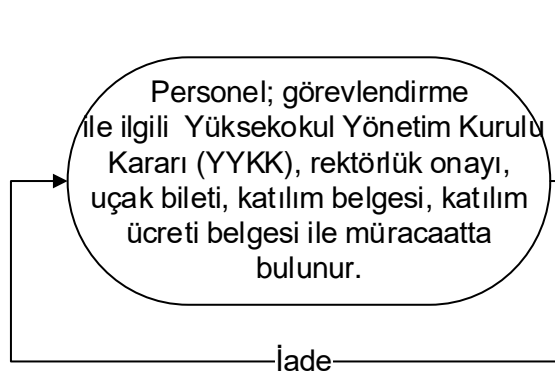 Personel; görevlendirme
ile ilgili Yüksekokul Yönetim Kurulu
Kararı (YYKK), rektörlük onayı,
uçak bileti, katılım belgesi, katılım
ücreti belgesi ile müracaatta
bulunur.
İade